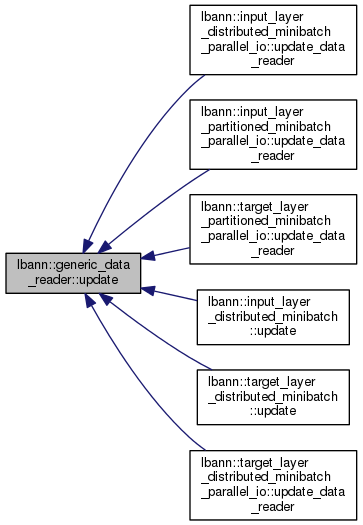 lbann::input_layer
_distributed_minibatch
_parallel_io::update_data
_reader
lbann::input_layer
_partitioned_minibatch
_parallel_io::update_data
_reader
lbann::target_layer
_partitioned_minibatch
_parallel_io::update_data
_reader
lbann::generic_data
_reader::update
lbann::input_layer
_distributed_minibatch
::update
lbann::target_layer
_distributed_minibatch
::update
lbann::target_layer
_distributed_minibatch
_parallel_io::update_data
_reader